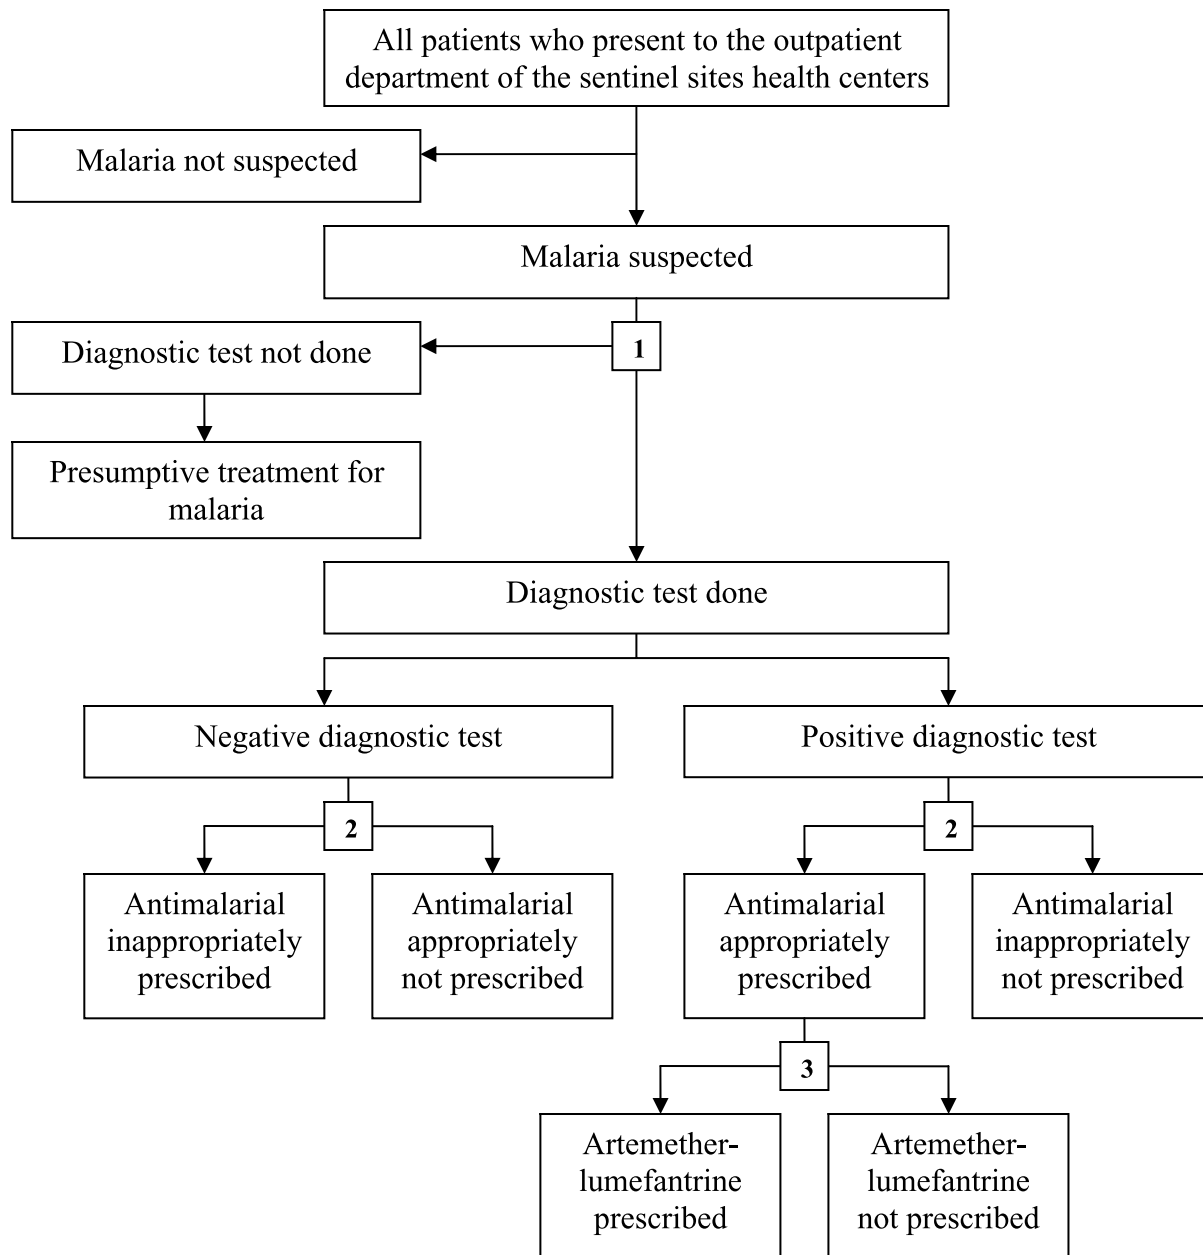 All patients who present to the outpatient
department of the sentinel sites health centers
Malaria not suspected
Malaria suspected
1
Diagnostic test not done
Presumptive treatment for
malaria
Diagnostic test done
Negative diagnostic test
Positive diagnostic test
2
2
Antimalarial
inappropriately
prescribed
Antimalarial
appropriately
not prescribed
Antimalarial
appropriately
prescribed
Antimalarial
inappropriately
not prescribed
3
Artemether-
lumefantrine
prescribed
Artemether-
lumefantrine
not prescribed